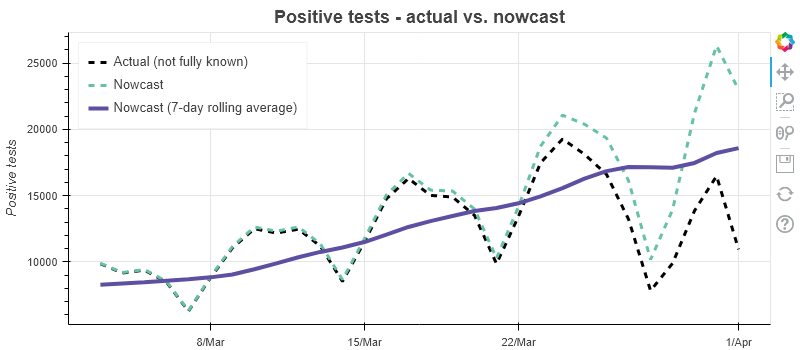 Positive tests - actual vs. nowcast
Actual (not fully known)
Nowcast
Nowcast (7-day rolling average)
Positive tests
25000
20000
15000
10000
8/Mar
15/Mar
22/Mar
1/Apr